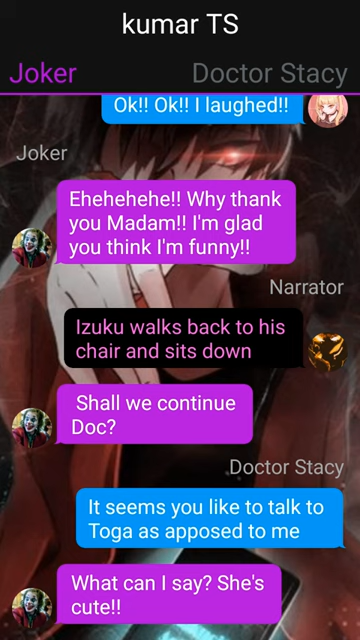 kumar TS
Joker
Doctor Stacy
Ok!! Ok!! I laughed!!
Joker
Ehehehehe!! Why thank
you Madam!! I'm glad
you think I'm funny!!
Narrator
Izuku walks back to his
chair and sits down
Shall we continue
Doc?
Doctor Stacy
It seems you like to talk to
Toga as apposed to me
What can I say? She's
cute!!